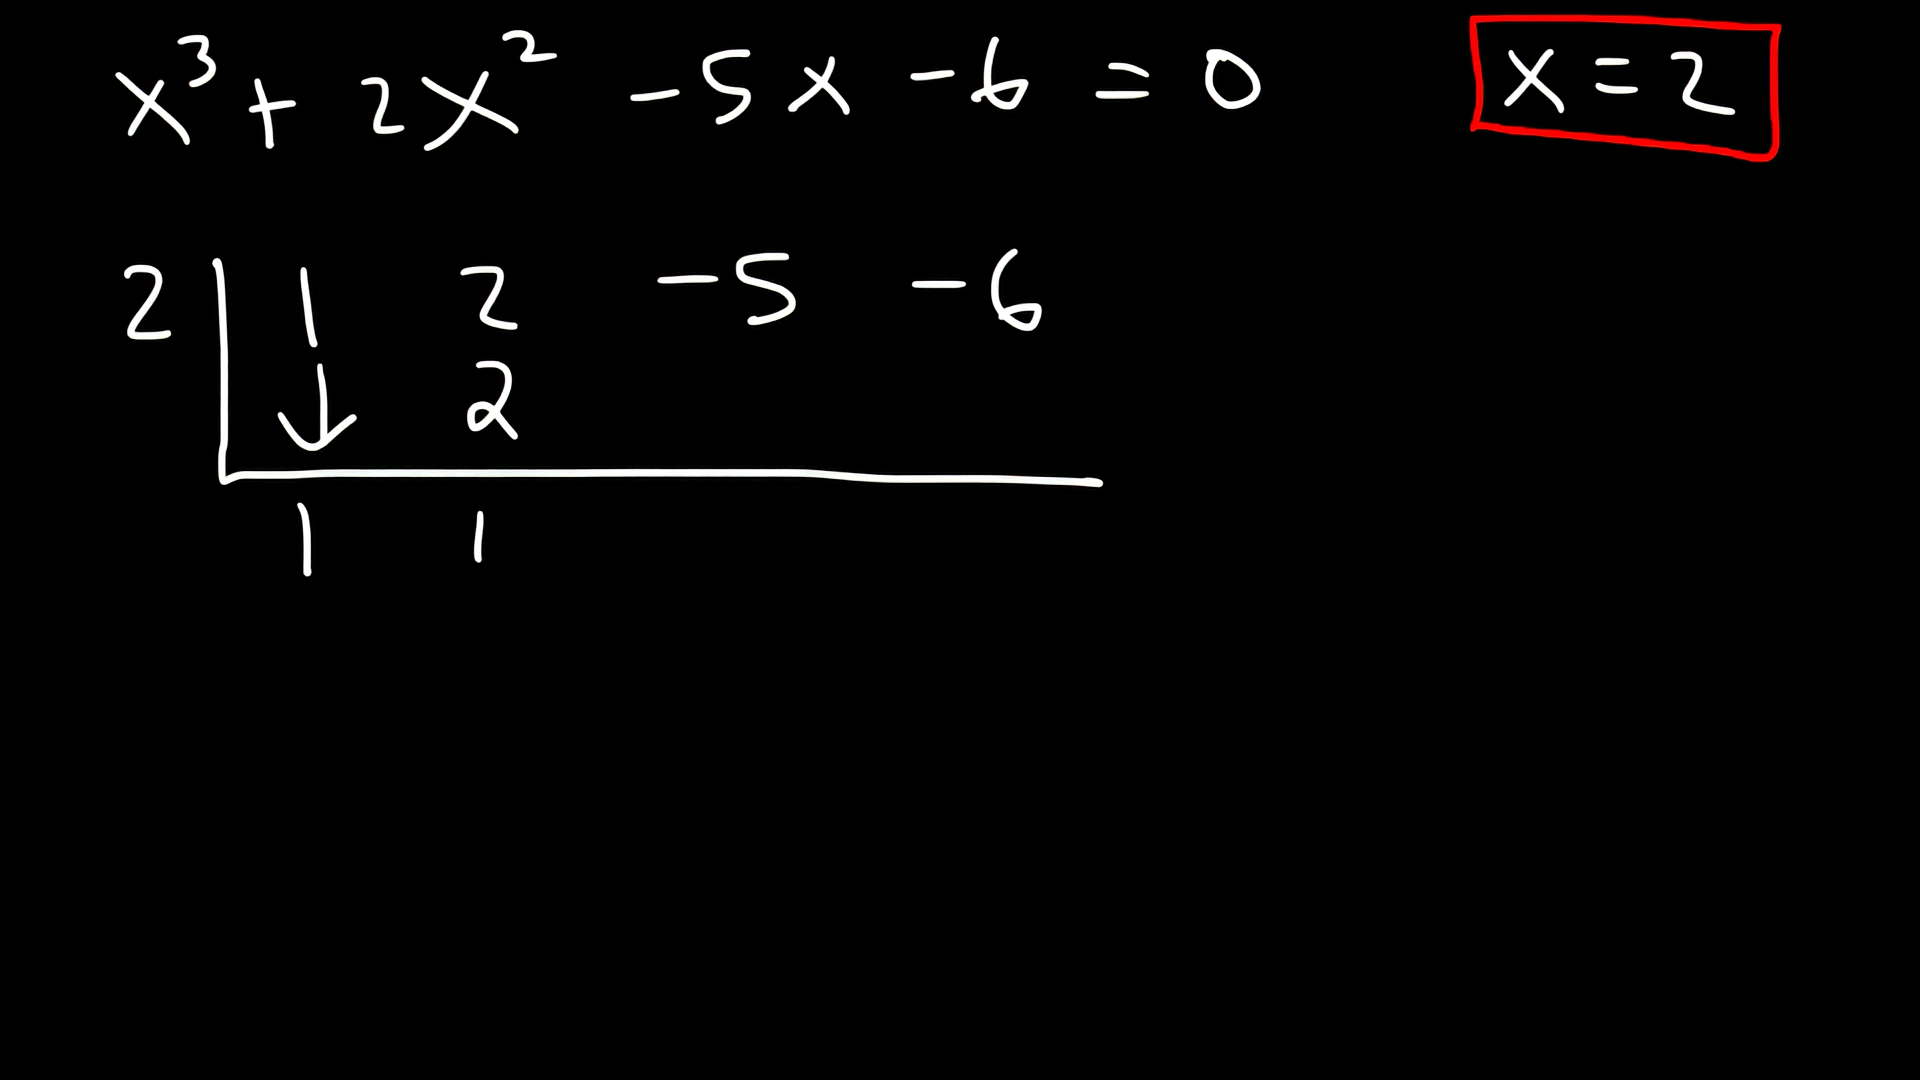 x³ + 2x² - 5x - 6 = 0
x = 2
2 | 1 2 -5 -6
↓ 2
1 1